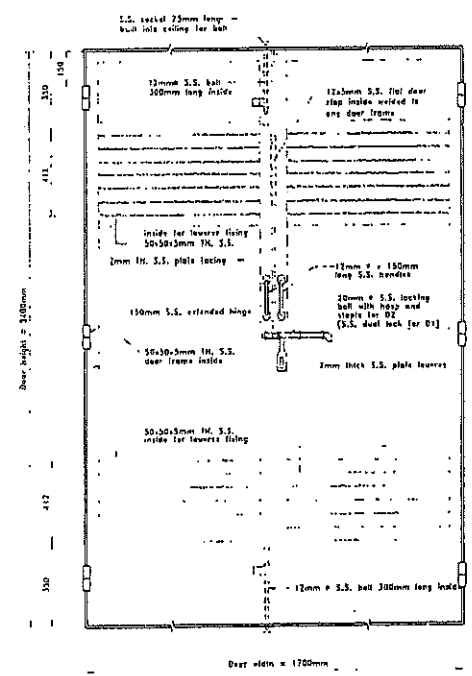 S.S. socket 25mm long
built into ceiling for bolt
150
350
12mmø S.S. bolt
300mm long inside
12x5mm S.S. flat door
stop inside welded to
one door frame
inside for louvres fixing
50x50x5mm TH. S.S.
2mm TH. S.S. plate facing
12mm ø x 150mm
long S.S. handles
150mm S.S. extended hinge
20mm ø S.S. locking
bolt with hasp and
staple for D2
(S.S. dual lock for D1)
50x50x5mm TH. S.S.
door frame inside
2mm thick S.S. plate louvres
Door height = 2400mm
50x50x5mm TH. S.S.
inside for louvres fixing
432
350
12mm ø S.S. bolt 300mm long inside
Door width = 1700mm